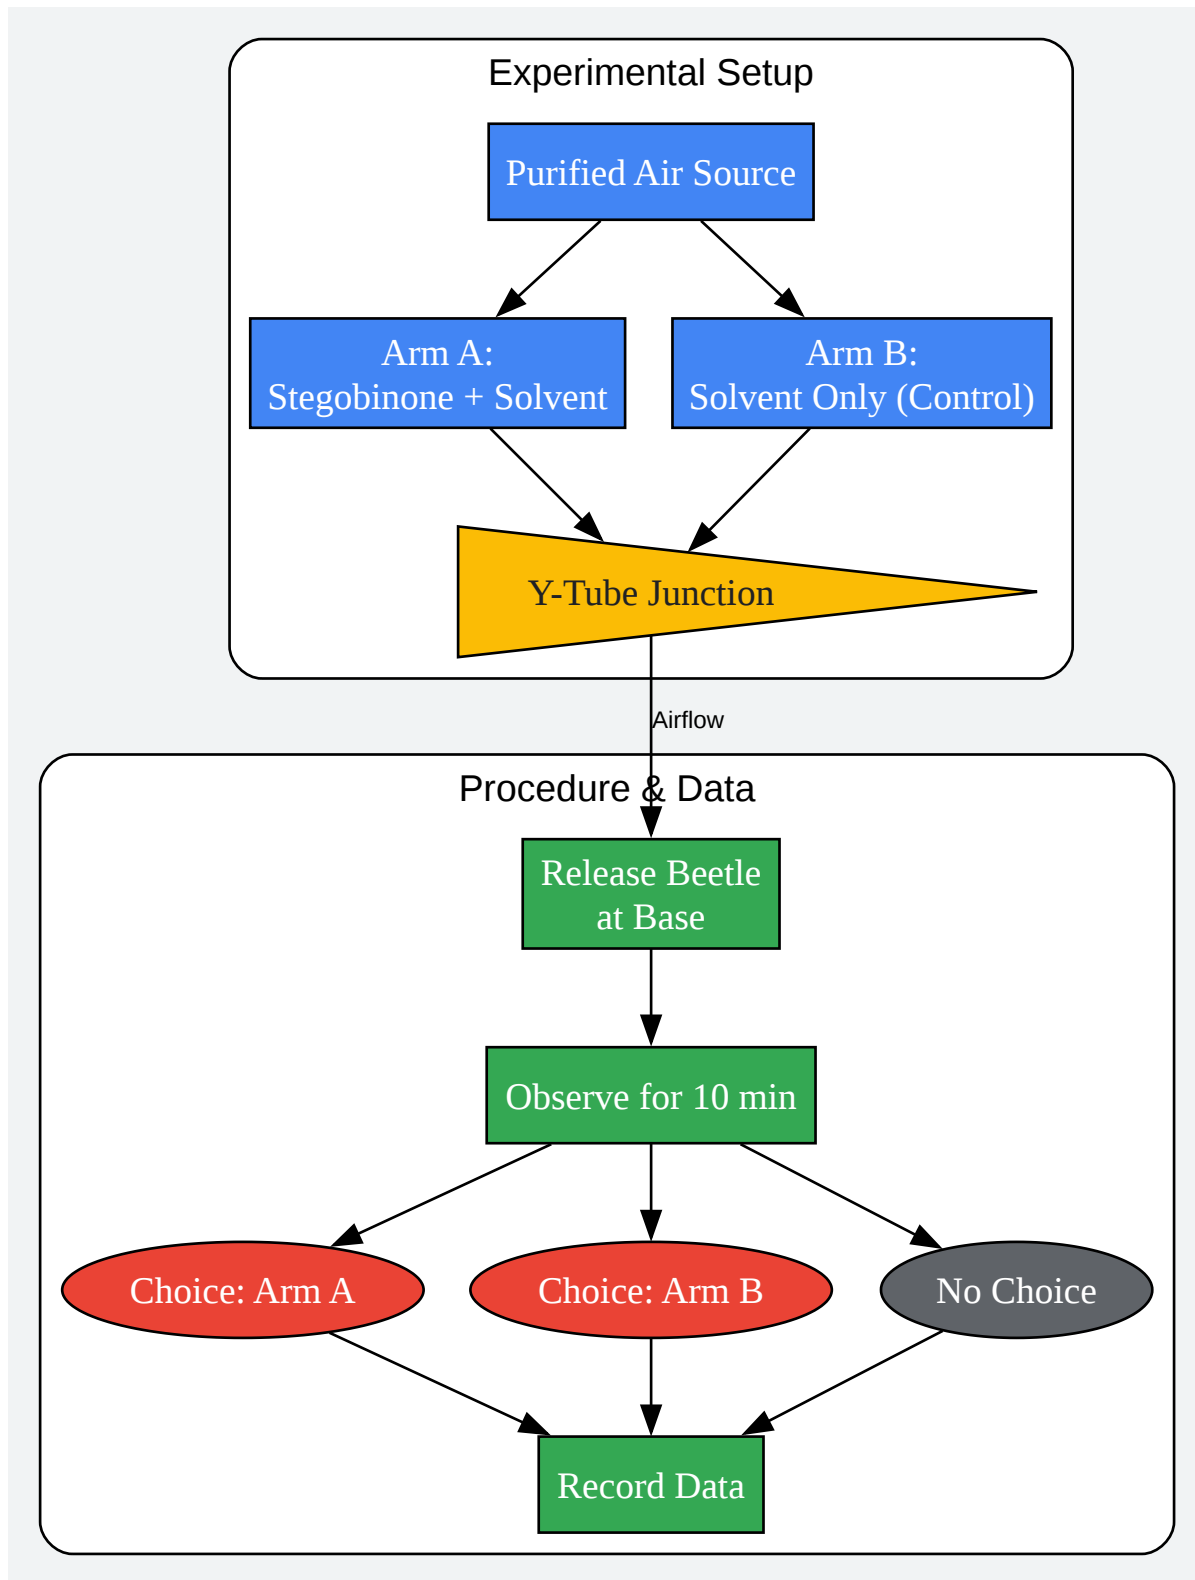 Experimental Setup
Purified Air Source
Arm A:
Stegobinone + Solvent
Arm B:
Solvent Only (Control)
Y-Tube Junction
Airflow
Procedure & Data
Release Beetle
at Base
Observe for 10 min
Choice: Arm A
Choice: Arm B
No Choice
Record Data